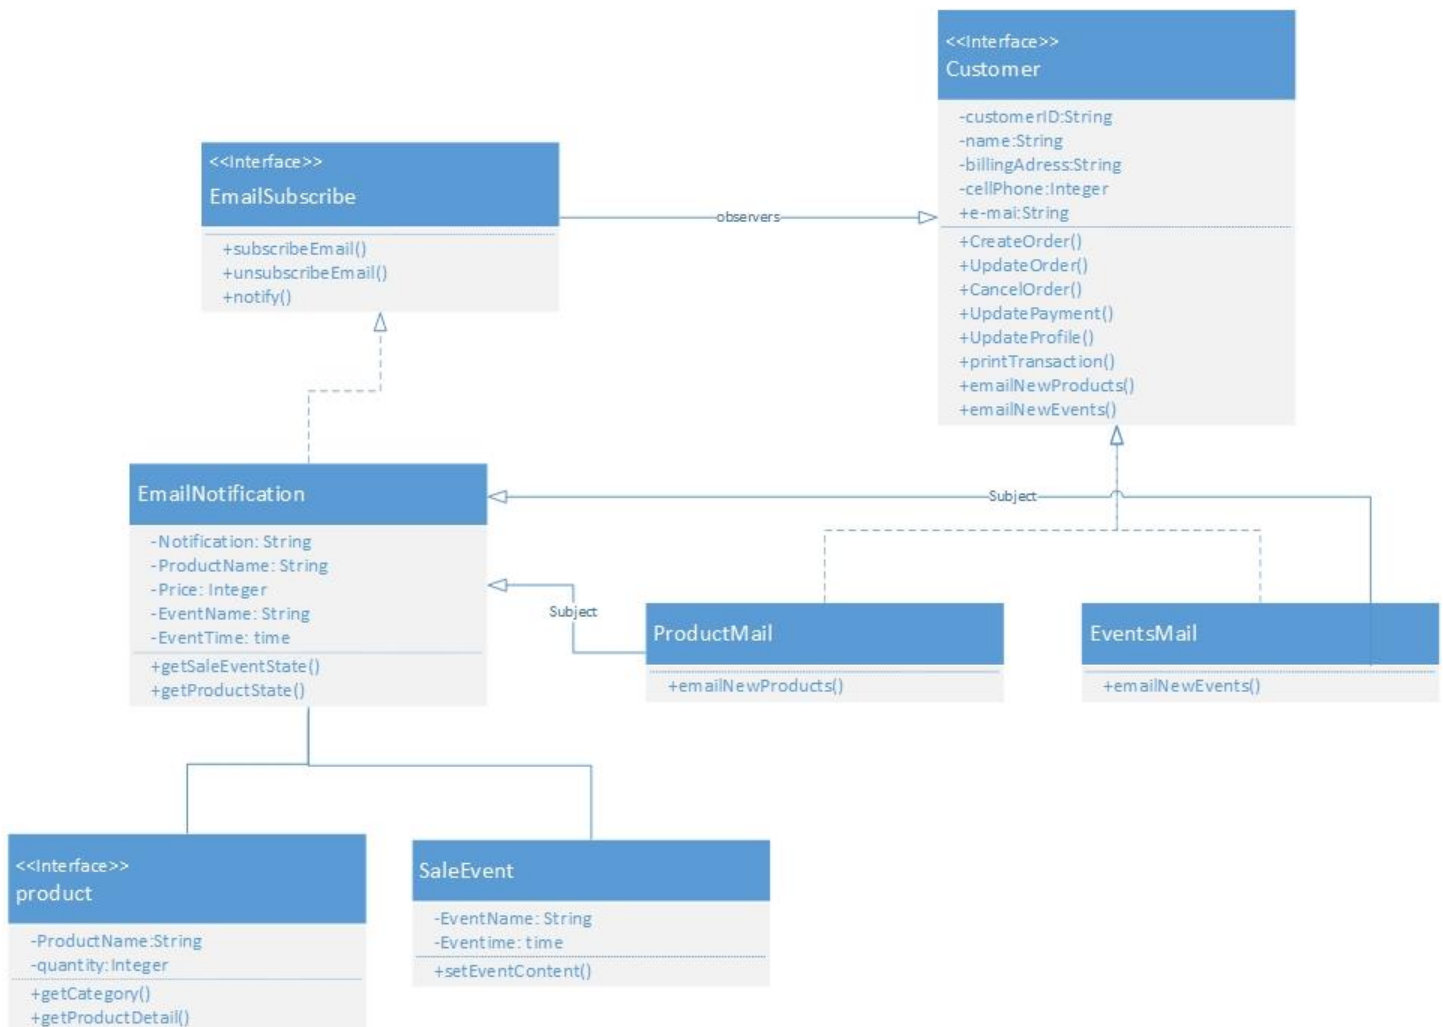 <<Interface>>
Customer
-customerID:String
-name:String
-billingAdress:String
-cellPhone:Integer
+e-mai:String
+CreateOrder()
+UpdateOrder()
+CancelOrder()
+UpdatePayment()
+UpdateProfile()
+printTransaction()
+emailNewProducts()
+emailNewEvents()
<<Interface>>
EmailSubscribe
+subscribeEmail()
+unsubscribeEmail()
+notify()
observers
EmailNotification
-Notification: String
-ProductName: String
-Price: Integer
-EventName: String
-EventTime: time
+getSaleEventState()
+getProductState()
Subject
Subject
ProductMail
+emailNewProducts()
EventsMail
+emailNewEvents()
<<Interface>>
product
-ProductName:String
-quantity:Integer
+getCategory()
+getProductDetail()
SaleEvent
-EventName: String
-Eventime: time
+setEventContent()